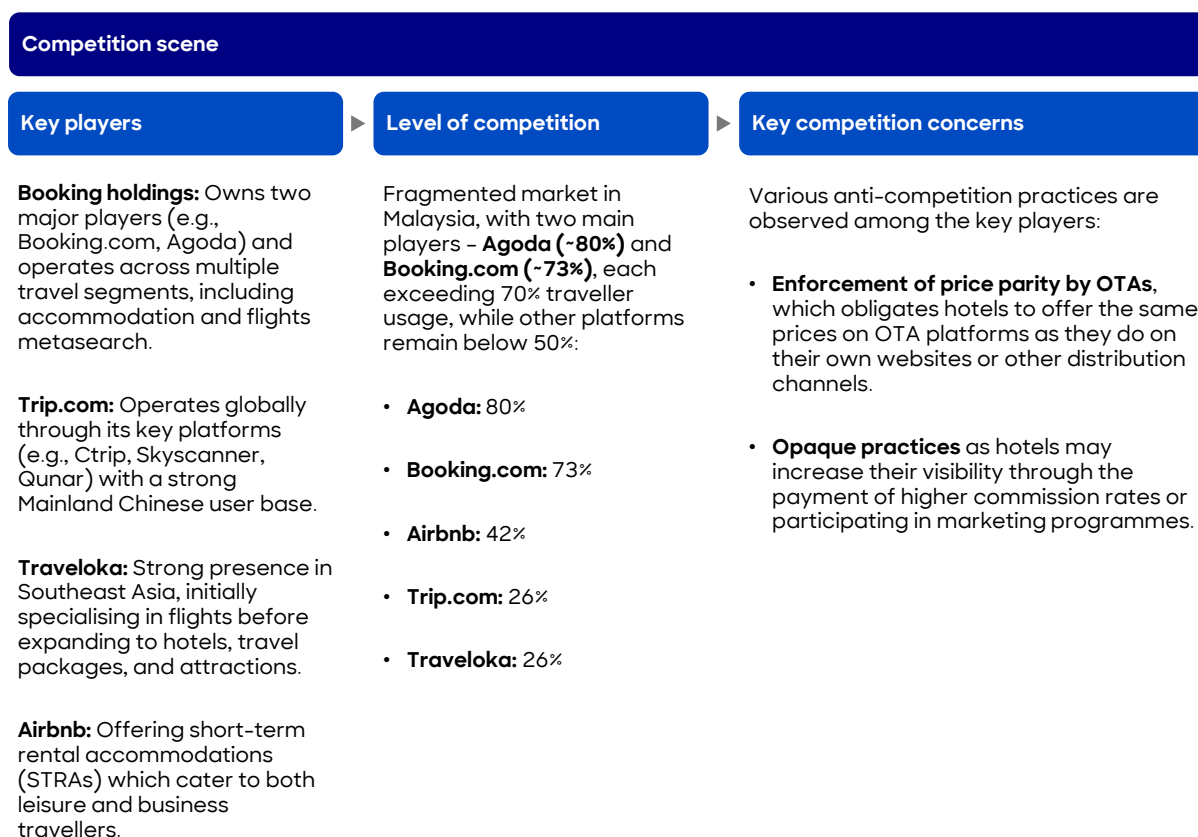 Competition scene
Key players
Level of competition
Key competition concerns
Booking holdings: Owns two
major players (e.g.,
Booking.com, Agoda) and
operates across multiple
travel segments, including
accommodation and flights
metasearch.
Trip.com: Operates globally
through its key platforms
(e.g., Ctrip, Skyscanner,
Qunar) with a strong
Mainland Chinese user base.
Traveloka: Strong presence in
Southeast Asia, initially
specialising in flights before
expanding to hotels, travel
packages, and attractions.
Airbnb: Offering short-term
rental accommodations
(STRAs) which cater to both
leisure and business
travellers.
Fragmented market in
Malaysia, with two main
players – Agoda (~80%) and
Booking.com (~73%), each
exceeding 70% traveller
usage, while other platforms
remain below 50%:
• Agoda: 80%
• Booking.com: 73%
• Airbnb: 42%
• Trip.com: 26%
• Traveloka: 26%
Various anti-competition practices are
observed among the key players:
• Enforcement of price parity by OTAs,
which obligates hotels to offer the same
prices on OTA platforms as they do on
their own websites or other distribution
channels.
• Opaque practices as hotels may
increase their visibility through the
payment of higher commission rates or
participating in marketing programmes.